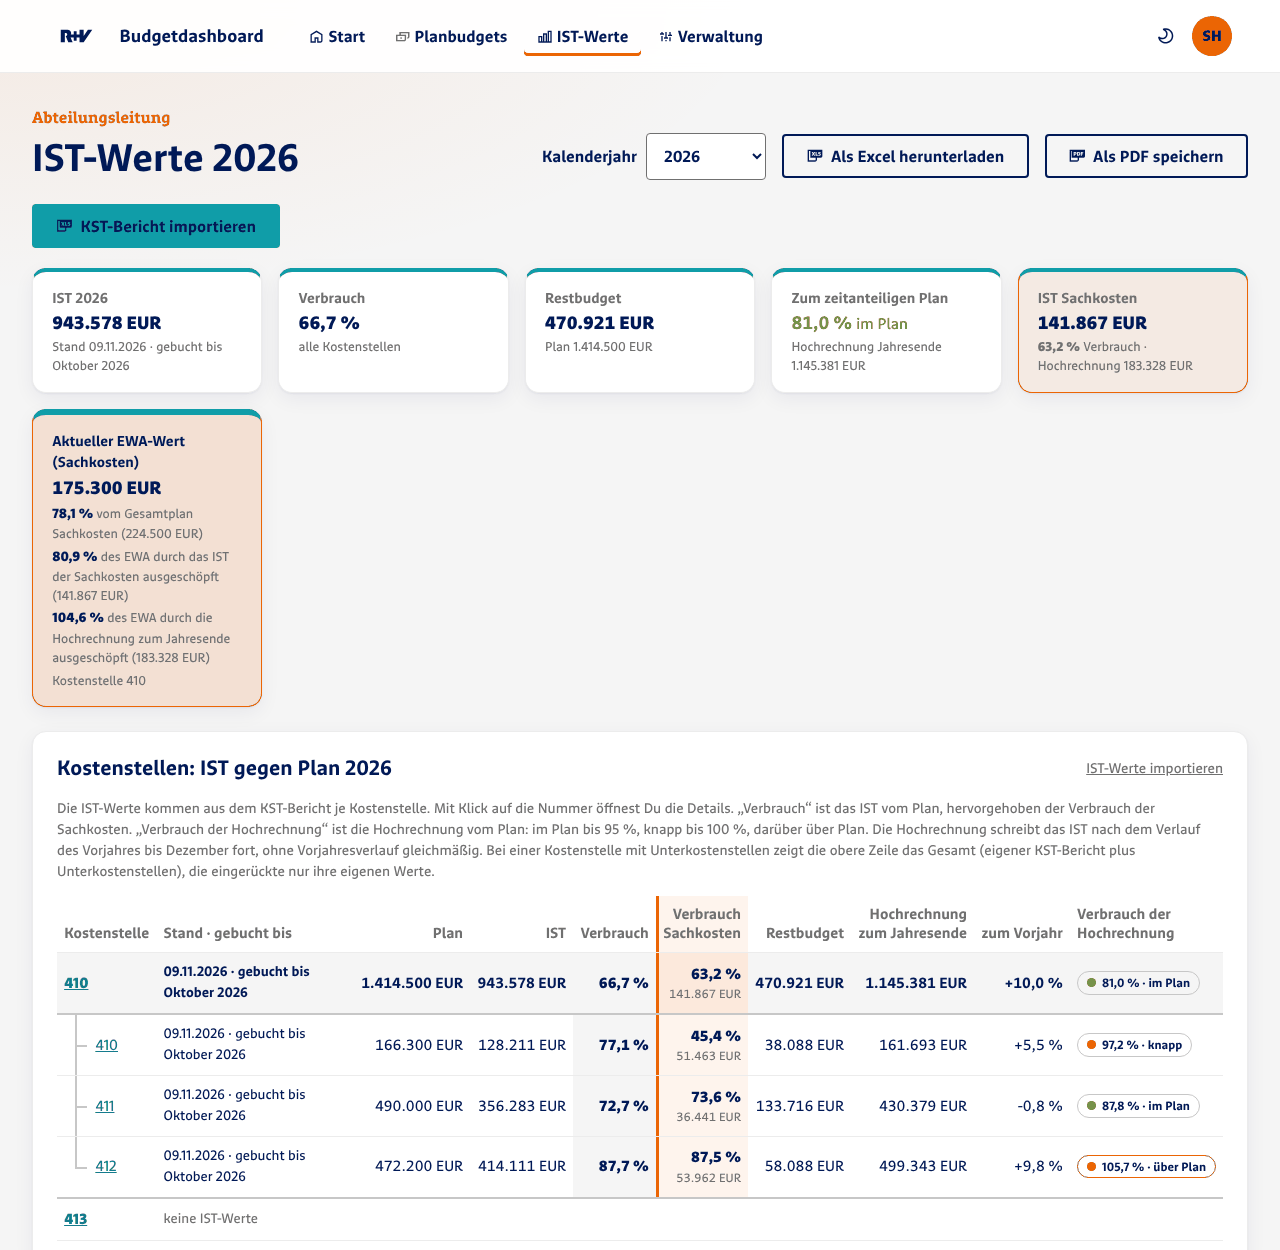 R+V Budgetdashboard Start Planbudgets IST-Werte Verwaltung SH
Abteilungsleitung
IST-Werte 2026
Kalenderjahr 2026 XLS Als Excel herunterladen PDF Als PDF speichern
XLS KST-Bericht importieren
IST 2026
943.578 EUR
Stand 09.11.2026 · gebucht bis
Oktober 2026
Verbrauch
66,7 %
alle Kostenstellen
Restbudget
470.921 EUR
Plan 1.414.500 EUR
Zum zeitanteiligen Plan
81,0 % im Plan
Hochrechnung Jahresende
1.145.381 EUR
IST Sachkosten
141.867 EUR
63,2 % Verbrauch ·
Hochrechnung 183.328 EUR
Aktueller EWA-Wert
(Sachkosten)
175.300 EUR
78,1 % vom Gesamtplan
Sachkosten (224.500 EUR)
80,9 % des EWA durch das IST
der Sachkosten ausgeschöpft
(141.867 EUR)
104,6 % des EWA durch die
Hochrechnung zum Jahresende
ausgeschöpft (183.328 EUR)
Kostenstelle 410
Kostenstellen: IST gegen Plan 2026
IST-Werte importieren
Die IST-Werte kommen aus dem KST-Bericht je Kostenstelle. Mit Klick auf die Nummer öffnest Du die Details. „Verbrauch“ ist das IST vom Plan, hervorgehoben der Verbrauch der
Sachkosten. „Verbrauch der Hochrechnung“ ist die Hochrechnung vom Plan: im Plan bis 95 %, knapp bis 100 %, darüber über Plan. Die Hochrechnung schreibt das IST nach dem Verlauf
des Vorjahres bis Dezember fort, ohne Vorjahresverlauf gleichmäßig. Bei einer Kostenstelle mit Unterkostenstellen zeigt die obere Zeile das Gesamt (eigener KST-Bericht plus
Unterkostenstellen), die eingerückte nur ihre eigenen Werte.
Verbrauch Hochrechnung Verbrauch der
Kostenstelle Stand · gebucht bis Plan IST Verbrauch Sachkosten Restbudget zum Jahresende zum Vorjahr Hochrechnung
410 09.11.2026 · gebucht bis 1.414.500 EUR 943.578 EUR 66,7 % 63,2 % 470.921 EUR 1.145.381 EUR +10,0 % 81,0 % · im Plan
Oktober 2026 141.867 EUR
410 09.11.2026 · gebucht bis 166.300 EUR 128.211 EUR 77,1 % 45,4 % 38.088 EUR 161.693 EUR +5,5 % 97,2 % · knapp
Oktober 2026 51.463 EUR
411 09.11.2026 · gebucht bis 490.000 EUR 356.283 EUR 72,7 % 73,6 % 133.716 EUR 430.379 EUR -0,8 % 87,8 % · im Plan
Oktober 2026 36.441 EUR
412 09.11.2026 · gebucht bis 472.200 EUR 414.111 EUR 87,7 % 87,5 % 58.088 EUR 499.343 EUR +9,8 % 105,7 % · über Plan
Oktober 2026 53.962 EUR
413 keine IST-Werte